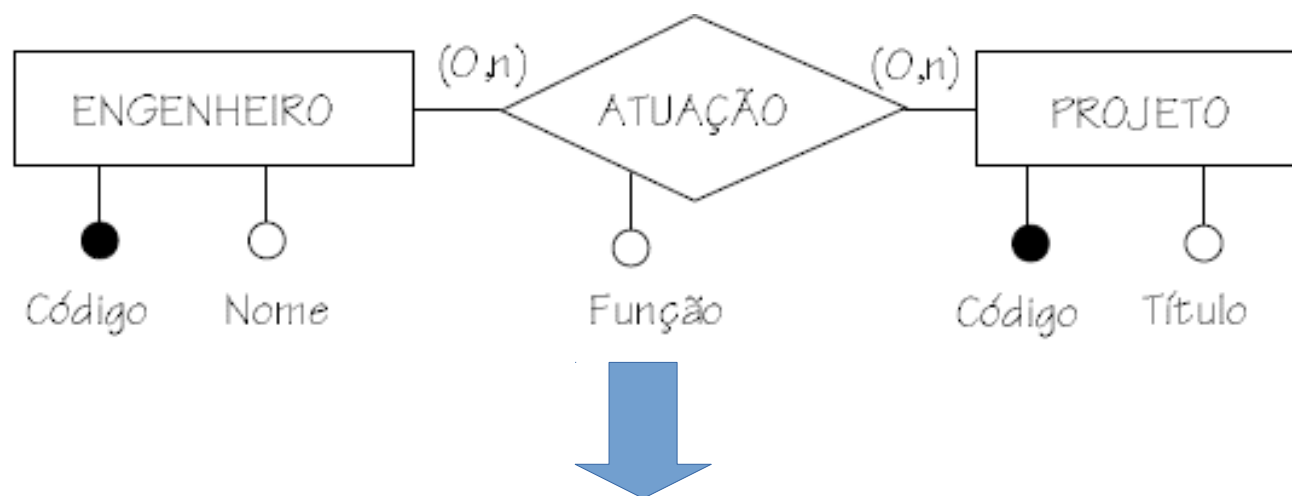 (0,n) (0,n)
ENGENHEIRO ATUAÇÃO PROJETO
Código Nome Função Código Título